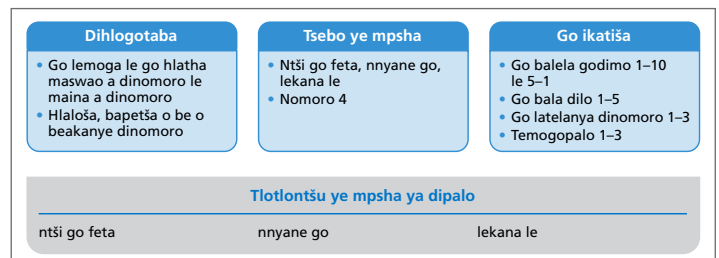 Dihlogotaba
• Go lemoga le go hlatha
maswao a dinomoro le
maina a dinomoro
• Hlaloša, bapetša o be o
beakanye dinomoro
Tsebo ye mpsha
• Ntši go feta, nnyane go,
lekana le
• Nomoro 4
Go ikatiša
• Go balela godimo 1–10
le 5–1
• Go bala dilo 1–5
• Go latelanya dinomoro 1–3
• Temogopalo 1–3
Tlotlontšu ye mpsha ya dipalo
ntši go feta
nnyane go
lekana le